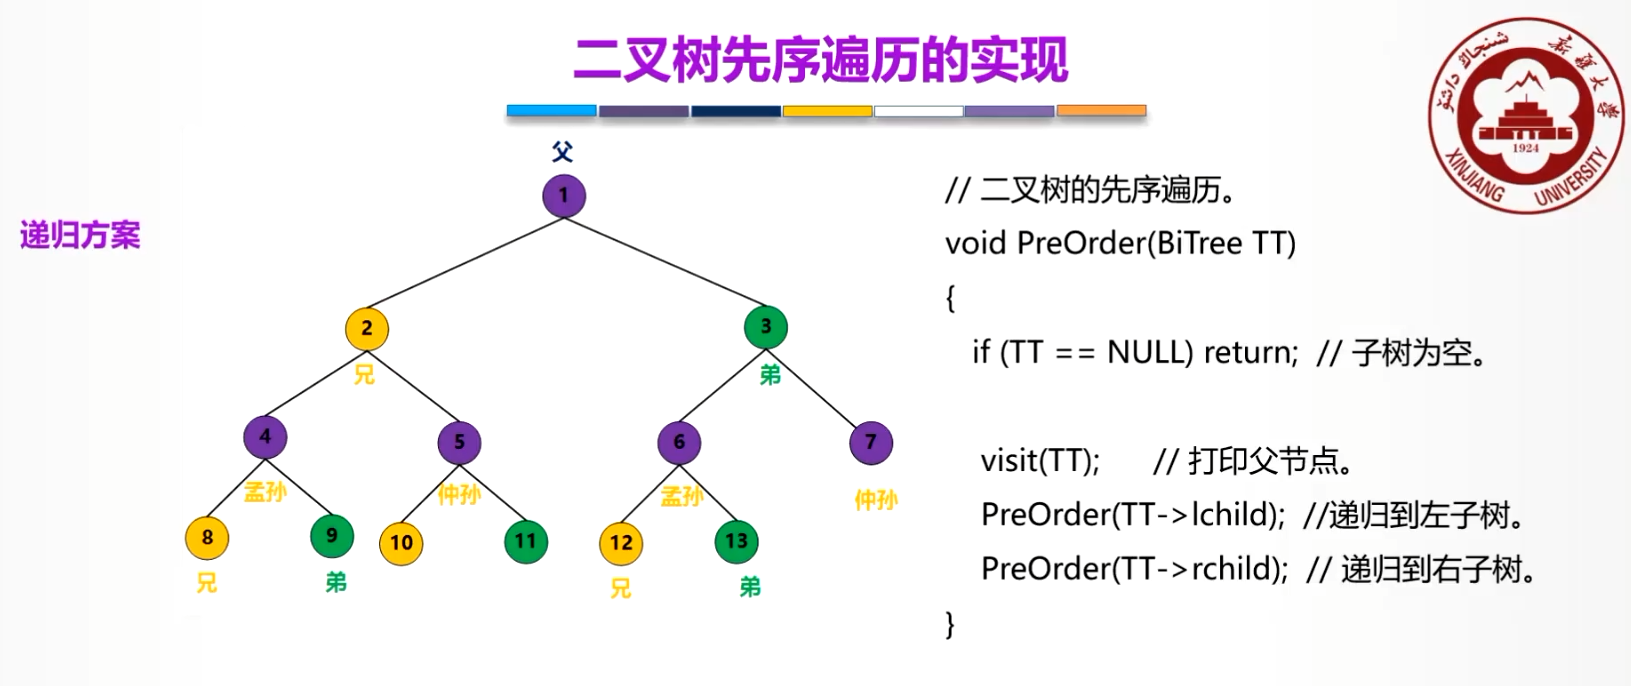 二叉树先序遍历的实现
شىنجاڭ داشۆ
新疆大学
1924
XINJIANG UNIVERSITY
递归方案
父
1
2
3
兄
弟
4
5
6
7
孟孙
仲孙
孟孙
仲孙
8
9
10
11
12
13
兄
弟
兄
弟
// 二叉树的先序遍历。
void PreOrder(BiTree TT)
{
if (TT == NULL) return; // 子树为空。
visit(TT); // 打印父节点。
PreOrder(TT->lchild); //递归到左子树。
PreOrder(TT->rchild); // 递归到右子树。
}